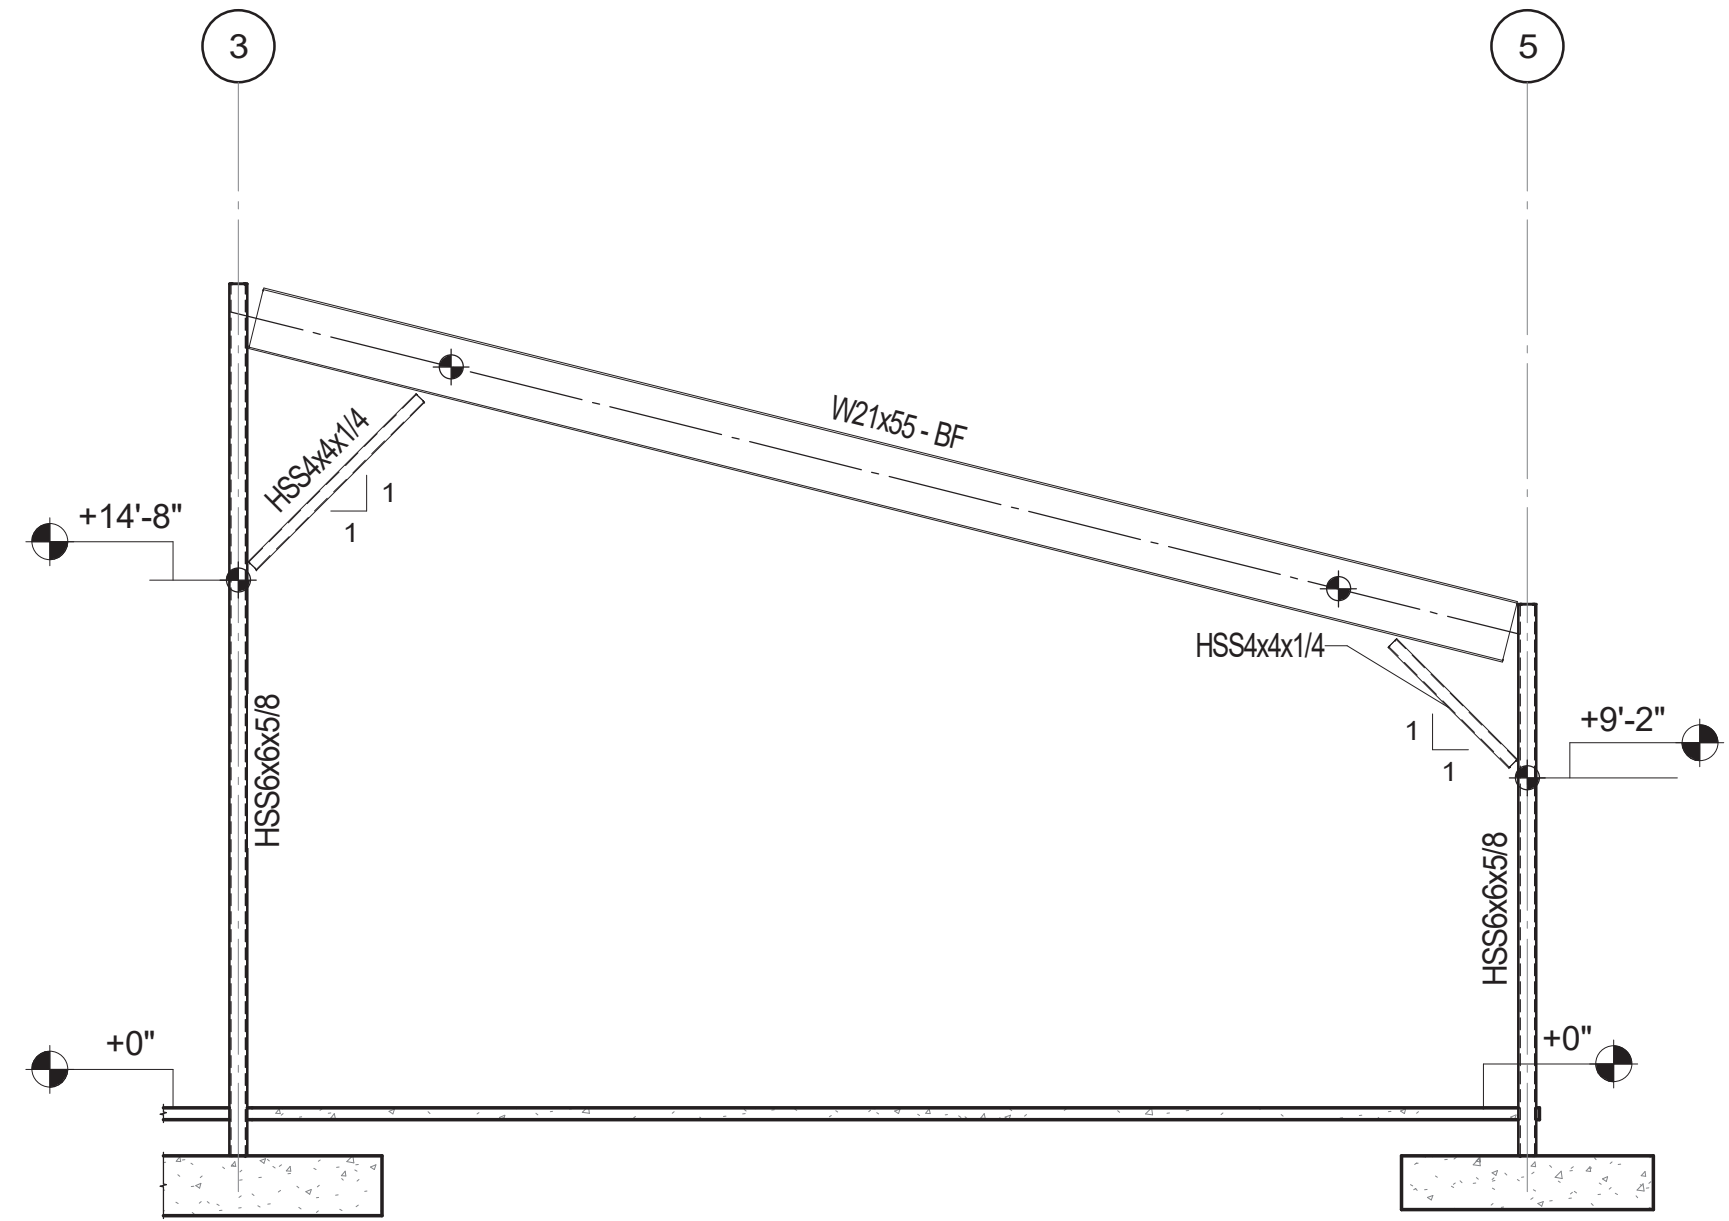 3
5
W21x55 - BF
HSS4x4x1/4
1
1
+14'-8"
HSS4x4x1/4
1
1
+9'-2"
HSS6x6x5/8
HSS6x6x5/8
+0"
+0"